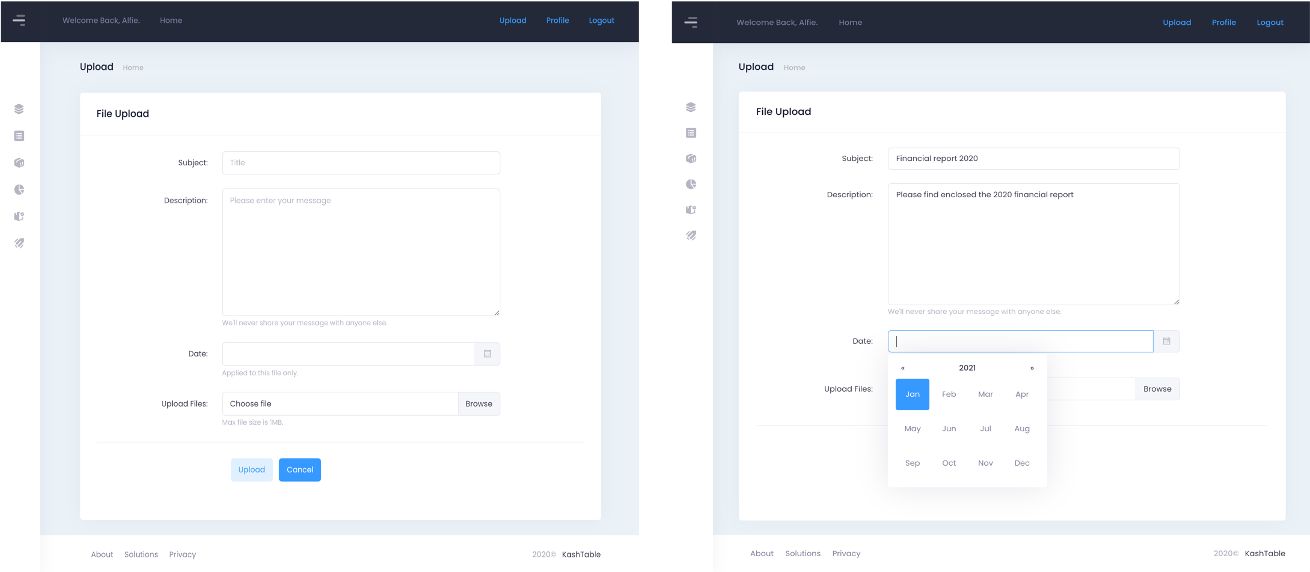 Welcome Back, Alfie. Home Upload Profile Logout
Upload Home
File Upload
Subject: Title
Description: Please enter your message
We'll never share your message with anyone else.
Date:
Applied to this file only.
Upload Files: Choose file Browse
Max file size is 1MB.
Upload Cancel
About Solutions Privacy 2020© KashTable
Welcome Back, Alfie. Home Upload Profile Logout
Upload Home
File Upload
Subject: Financial report 2020
Description: Please find enclosed the 2020 financial report
We'll never share your message with anyone else.
Date:
« 2021 »
Upload Files: Browse
Jan Feb Mar Apr
May Jun Jul Aug
Sep Oct Nov Dec
About Solutions Privacy 2020© KashTable